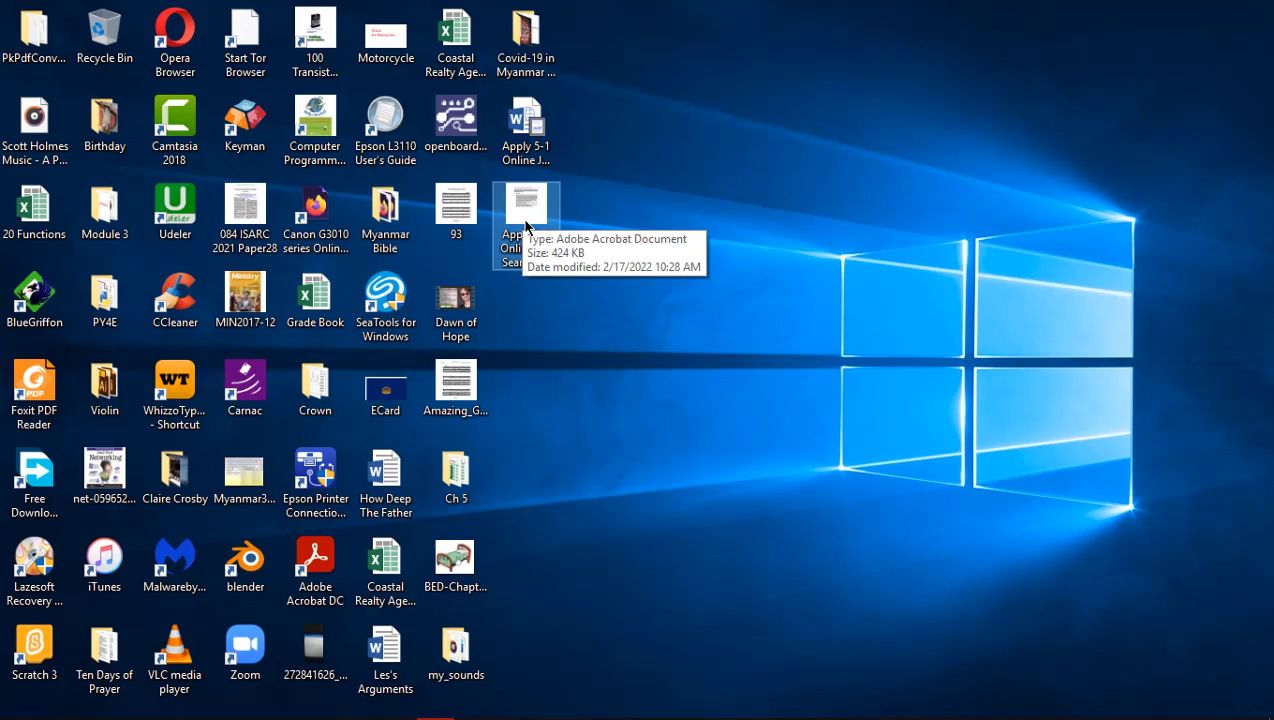 PkPdfConv...
Recycle Bin
Opera
Browser
Start Tor
Browser
100
Transist...
Motorcycle
Coastal
Realty Age...
Covid-19 in
Myanmar ...
Scott Holmes
Music - A P...
Birthday
Camtasia
2018
Keyman
Computer
Programm...
Epson L3110
User's Guide
openboard...
Apply 5-1
Online J...
20 Functions
Module 3
Udeler
084 ISARC
2021 Paper28
Canon G3010
series Onlin...
Myanmar
Bible
93
Type: Adobe Acrobat Document
Size: 424 KB
Date modified: 2/17/2022 10:28 AM
BlueGriffon
PY4E
CCleaner
MIN2017-12
Grade Book
SeaTools for
Windows
Dawn of
Hope
Foxit PDF
Reader
Violin
WhizzoTyp...
- Shortcut
Carnac
Crown
ECard
Amazing_G...
Free
Downlo...
net-059652...
Claire Crosby
Myanmar3...
Epson Printer
Connectio...
How Deep
The Father
Ch 5
Lazesoft
Recovery ...
iTunes
Malwareby...
blender
Adobe
Acrobat DC
Coastal
Realty Age...
BED-Chapt...
Scratch 3
Ten Days of
Prayer
VLC media
player
Zoom
272841626_...
Les's
Arguments
my_sounds